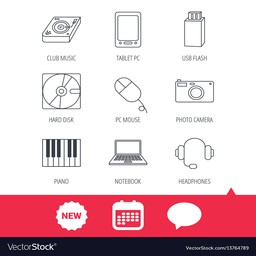 CLUB MUSIC TABLET PC USB FLASH
HARD DISK PC MOUSE PHOTO CAMERA
PIANO NOTEBOOK HEADPHONES
NEW
VectorStock®
VectorStock.com/13764789